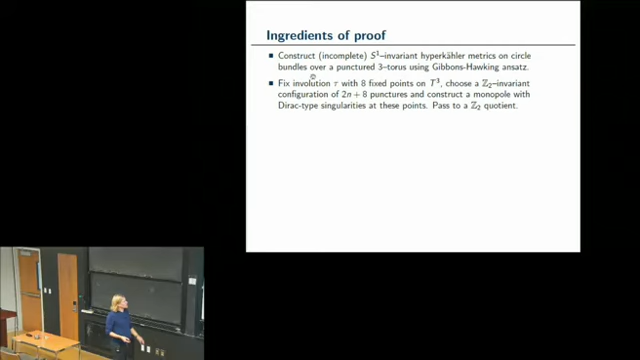 Ingredients of proof
Construct (incomplete) S¹–invariant hyperkähler metrics on circle
bundles over a punctured 3–torus using Gibbons-Hawking ansatz.
Fix involution τ with 8 fixed points on T³, choose a ℤ₂–invariant
configuration of 2n + 8 punctures and construct a monopole with
Dirac-type singularities at these points. Pass to a ℤ₂ quotient.